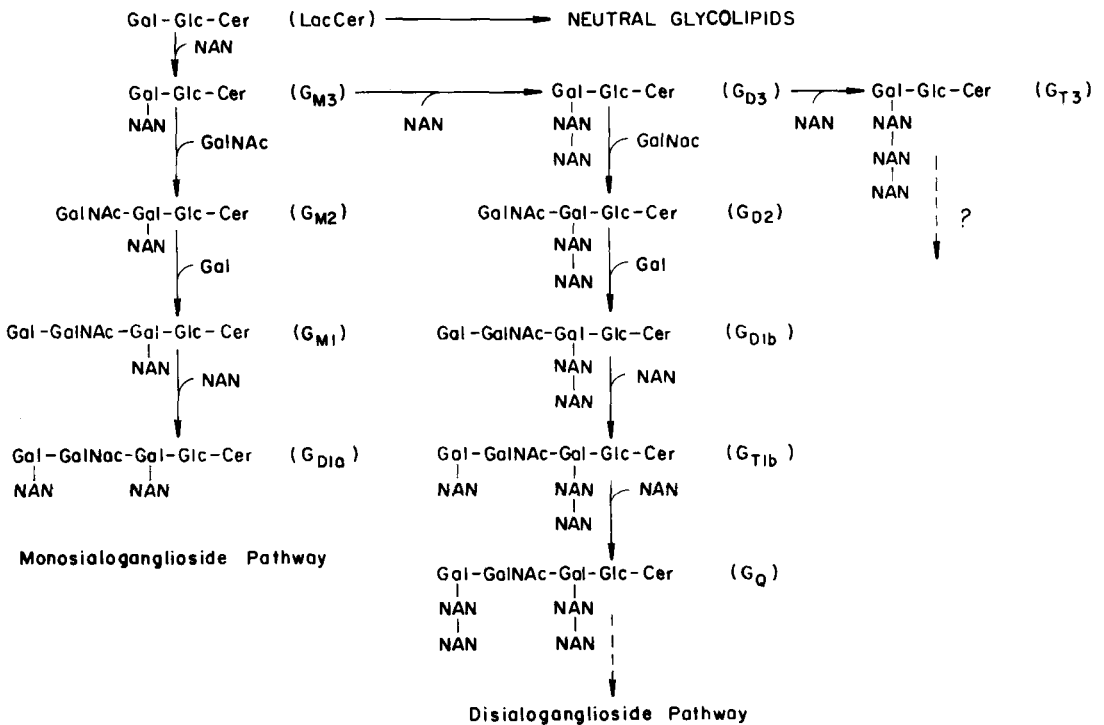 Gal-Glc-Cer (LacCer) NEUTRAL GLYCOLIPIDS
NAN
Gal-Glc-Cer (GM3) Gal-Glc-Cer (GD3) Gal-Glc-Cer (GT3)
NAN NAN NAN NAN NAN
GalNAc NAN GalNac NAN
NAN
GalNAc-Gal-Glc-Cer (GM2) GalNAc-Gal-Glc-Cer (GD2) ?
NAN NAN
Gal NAN Gal
Gal-GalNAc-Gal-Glc-Cer (GM1) Gal-GalNAc-Gal-Glc-Cer (GD1b)
NAN NAN
NAN NAN NAN
Gal-GalNac-Gal-Glc-Cer (GD1a) Gal-GalNAc-Gal-Glc-Cer (GT1b)
NAN NAN NAN NAN NAN
NAN
Monosialoganglioside Pathway
Gal-GalNAc-Gal-Glc-Cer (GQ)
NAN NAN
NAN NAN
Disialoganglioside Pathway